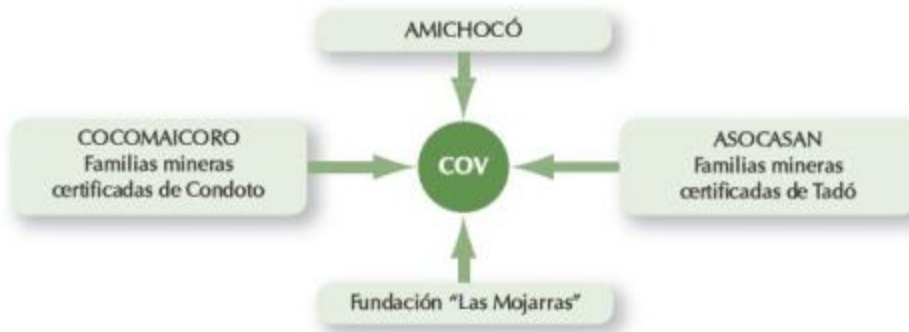 AMICHOCÓ
COCOMAICORO
Familias mineras
certificadas de Condoto
COV
ASOCASAN
Familias mineras
certificadas de Tadó
Fundación “Las Mojarras”